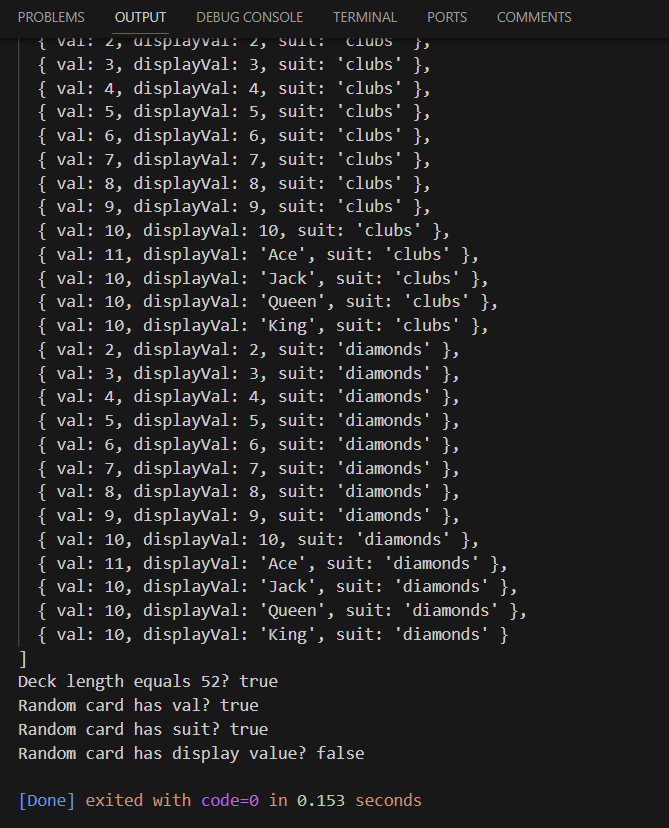 PROBLEMS OUTPUT DEBUG CONSOLE TERMINAL PORTS COMMENTS
{ val: 2, displayVal: 2, suit: 'clubs' },
{ val: 3, displayVal: 3, suit: 'clubs' },
{ val: 4, displayVal: 4, suit: 'clubs' },
{ val: 5, displayVal: 5, suit: 'clubs' },
{ val: 6, displayVal: 6, suit: 'clubs' },
{ val: 7, displayVal: 7, suit: 'clubs' },
{ val: 8, displayVal: 8, suit: 'clubs' },
{ val: 9, displayVal: 9, suit: 'clubs' },
{ val: 10, displayVal: 10, suit: 'clubs' },
{ val: 11, displayVal: 'Ace', suit: 'clubs' },
{ val: 10, displayVal: 'Jack', suit: 'clubs' },
{ val: 10, displayVal: 'Queen', suit: 'clubs' },
{ val: 10, displayVal: 'King', suit: 'clubs' },
{ val: 2, displayVal: 2, suit: 'diamonds' },
{ val: 3, displayVal: 3, suit: 'diamonds' },
{ val: 4, displayVal: 4, suit: 'diamonds' },
{ val: 5, displayVal: 5, suit: 'diamonds' },
{ val: 6, displayVal: 6, suit: 'diamonds' },
{ val: 7, displayVal: 7, suit: 'diamonds' },
{ val: 8, displayVal: 8, suit: 'diamonds' },
{ val: 9, displayVal: 9, suit: 'diamonds' },
{ val: 10, displayVal: 10, suit: 'diamonds' },
{ val: 11, displayVal: 'Ace', suit: 'diamonds' },
{ val: 10, displayVal: 'Jack', suit: 'diamonds' },
{ val: 10, displayVal: 'Queen', suit: 'diamonds' },
{ val: 10, displayVal: 'King', suit: 'diamonds' }
]
Deck length equals 52? true
Random card has val? true
Random card has suit? true
Random card has display value? false
[Done] exited with code=0 in 0.153 seconds